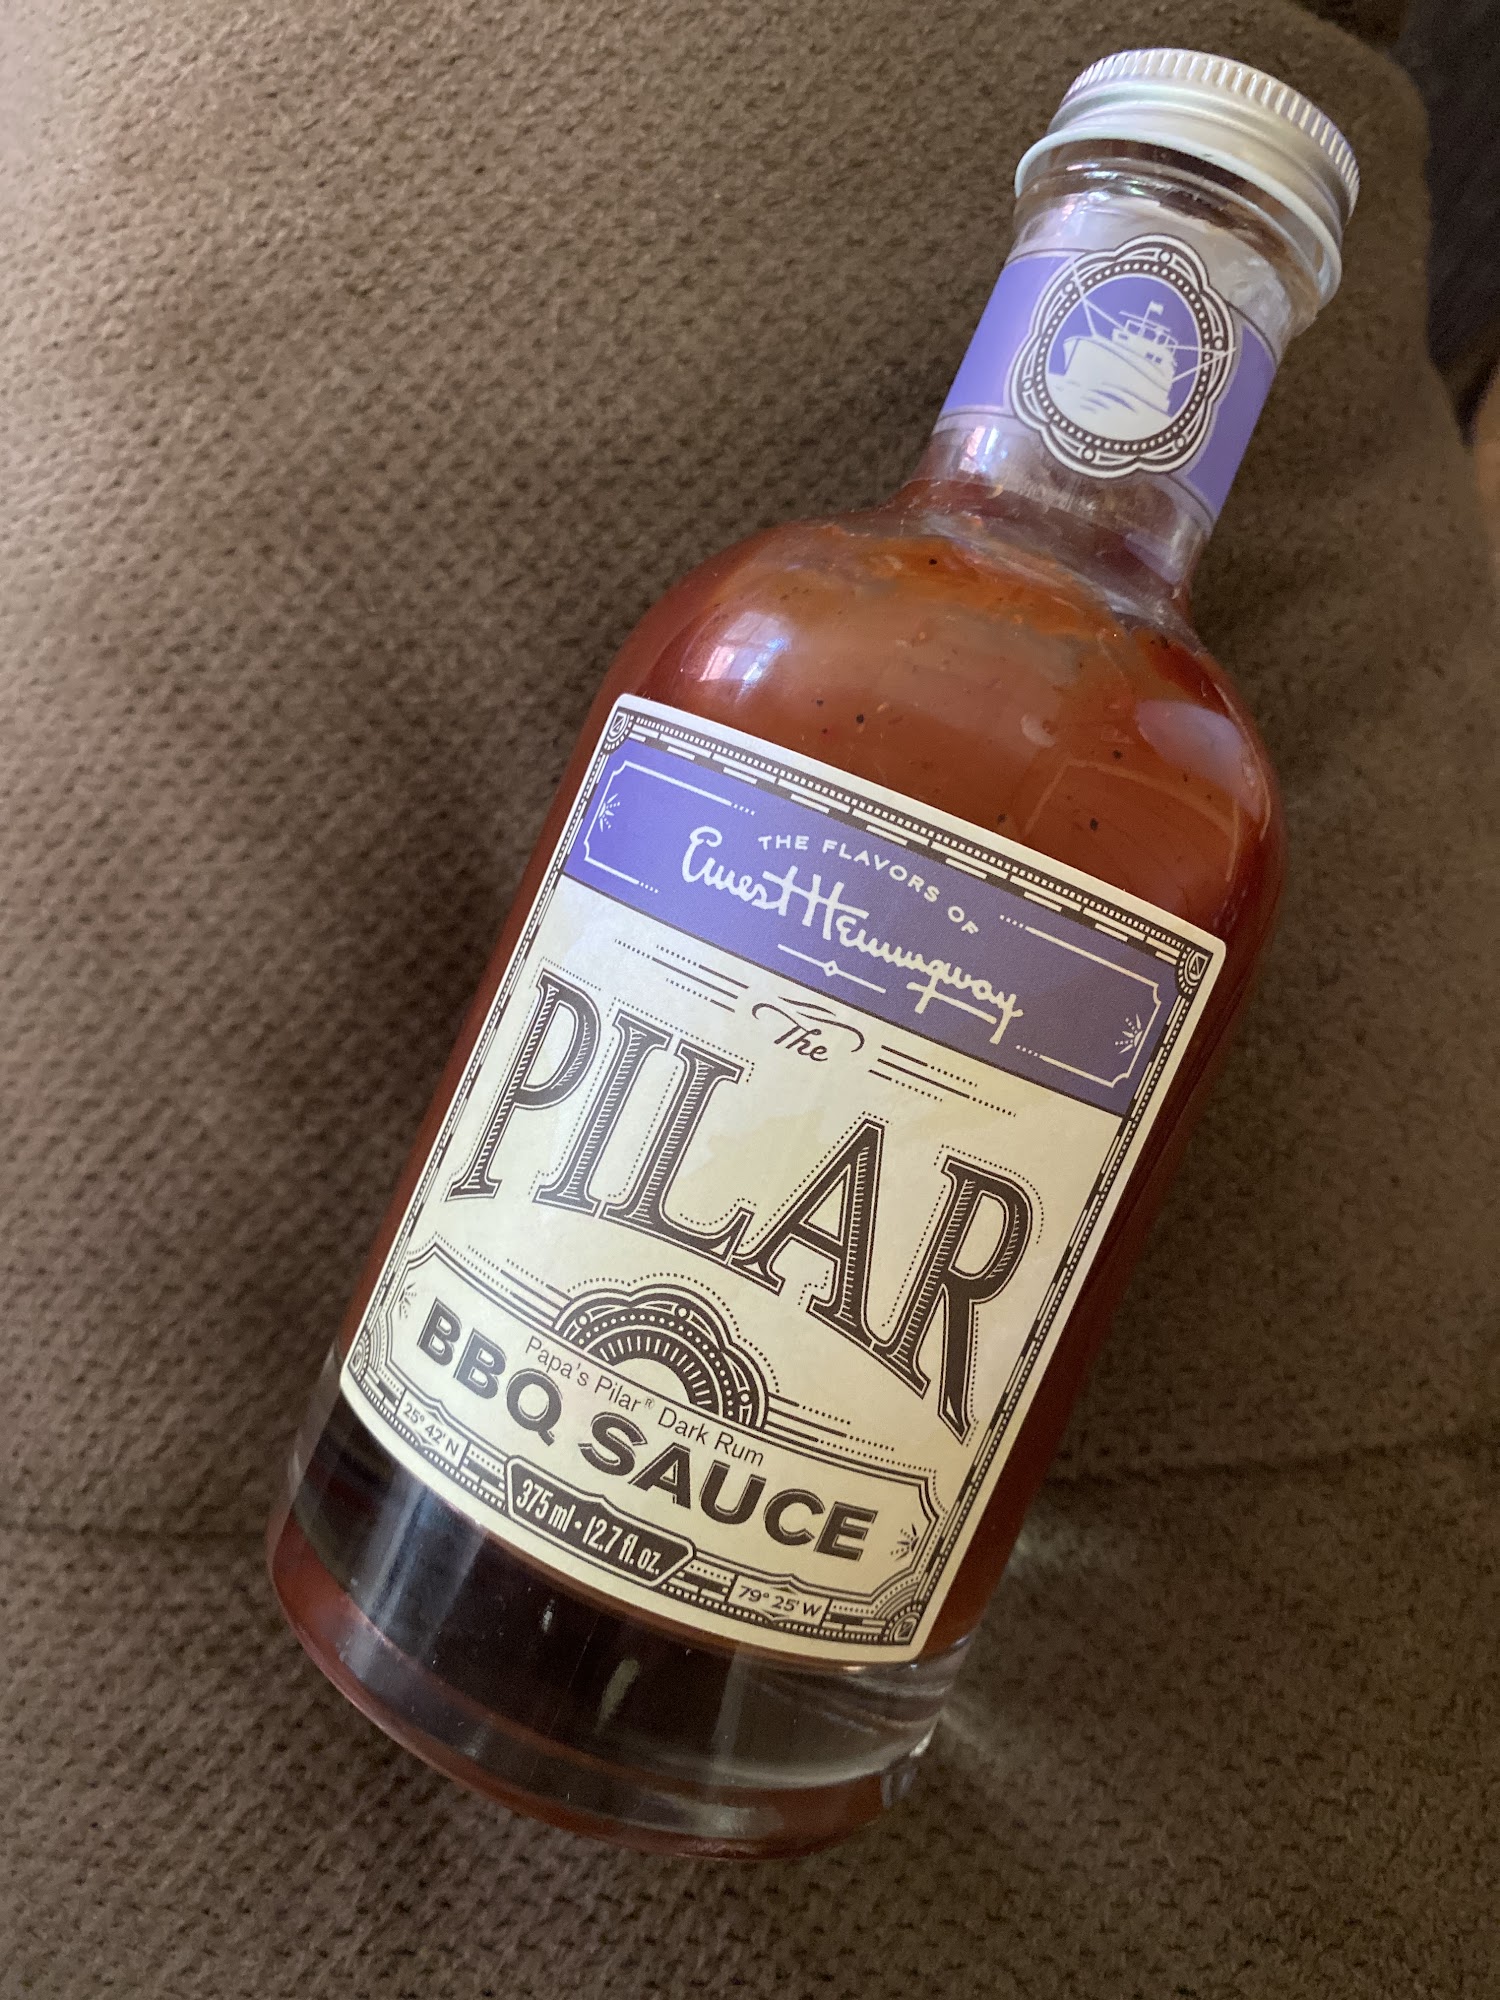 THE FLAVORS OF
Ernest Hemingway
The
PILAR
Papa's Pilar® Dark Rum
BBQ SAUCE
25° 42' N
375 ml • 12.7 fl. oz.
79° 25' W